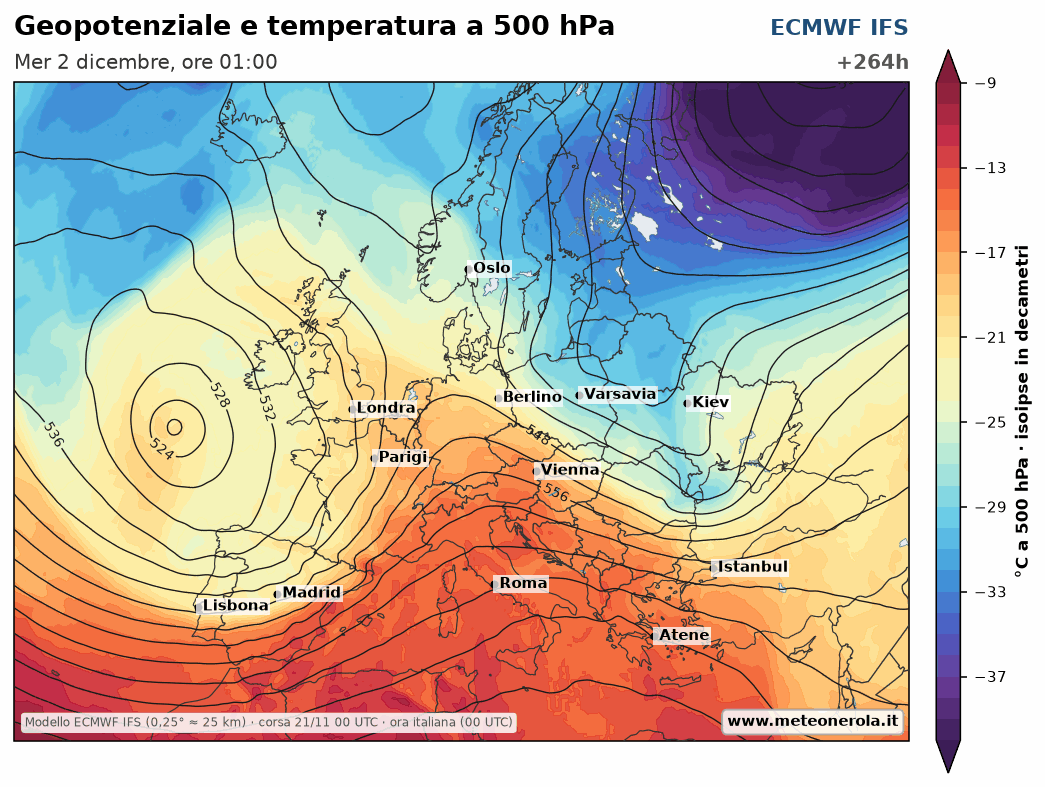 Geopotenziale e temperatura a 500 hPa
ECMWF IFS
Mer 2 dicembre, ore 01:00
+264h
−9
−13
−17
−21
−25
−29
−33
−37
°C a 500 hPa · isoipse in decametri
Oslo
528
532
536
524
548
556
Londra
Berlino
Varsavia
Kiev
Parigi
Vienna
Istanbul
Roma
Madrid
Lisbona
Atene
Modello ECMWF IFS (0,25° ≈ 25 km) · corsa 21/11 00 UTC · ora italiana (00 UTC)
www.meteonerola.it